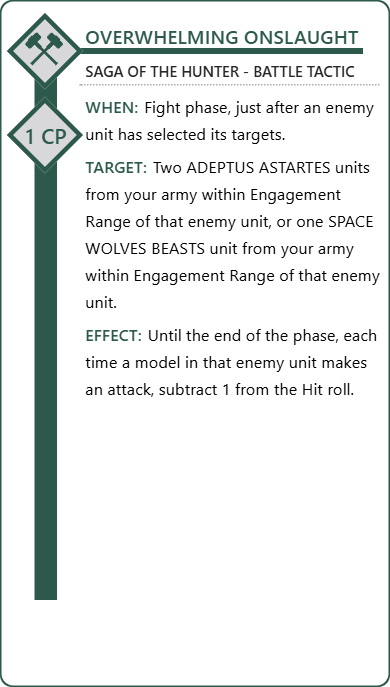 OVERWHELMING ONSLAUGHT
SAGA OF THE HUNTER - BATTLE TACTIC
1 CP
WHEN: Fight phase, just after an enemy
unit has selected its targets.
TARGET: Two ADEPTUS ASTARTES units
from your army within Engagement
Range of that enemy unit, or one SPACE
WOLVES BEASTS unit from your army
within Engagement Range of that enemy
unit.
EFFECT: Until the end of the phase, each
time a model in that enemy unit makes
an attack, subtract 1 from the Hit roll.